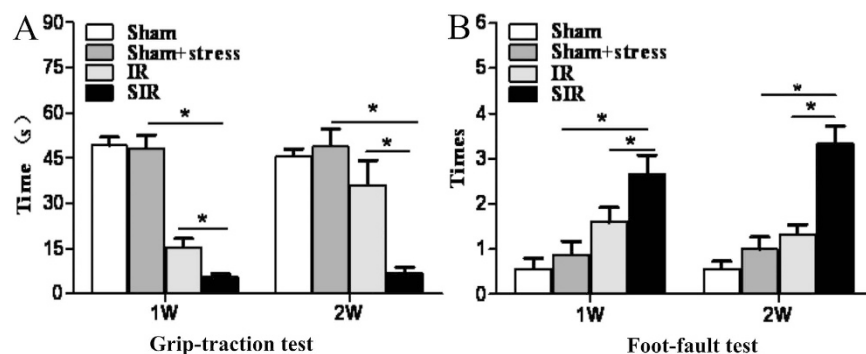 A
Time (s)
90
75
60
45
30
15
0
Sham
Sham+stress
IR
SIR
*
*
*
*
1W
2W
Grip-traction test
B
Times
6
5
4
3
2
1
0
Sham
Sham+stress
IR
SIR
*
*
*
*
1W
2W
Foot-fault test